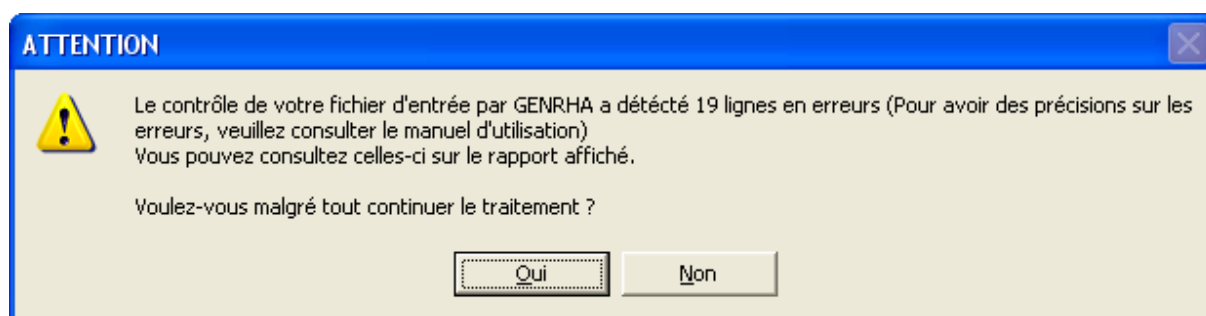 ATTENTION
Le contrôle de votre fichier d'entrée par GENRHA a détécté 19 lignes en erreurs (Pour avoir des précisions sur les
erreurs, veuillez consulter le manuel d'utilisation)
Vous pouvez consultez celles-ci sur le rapport affiché.
Voulez-vous malgré tout continuer le traitement ?
Oui
Non